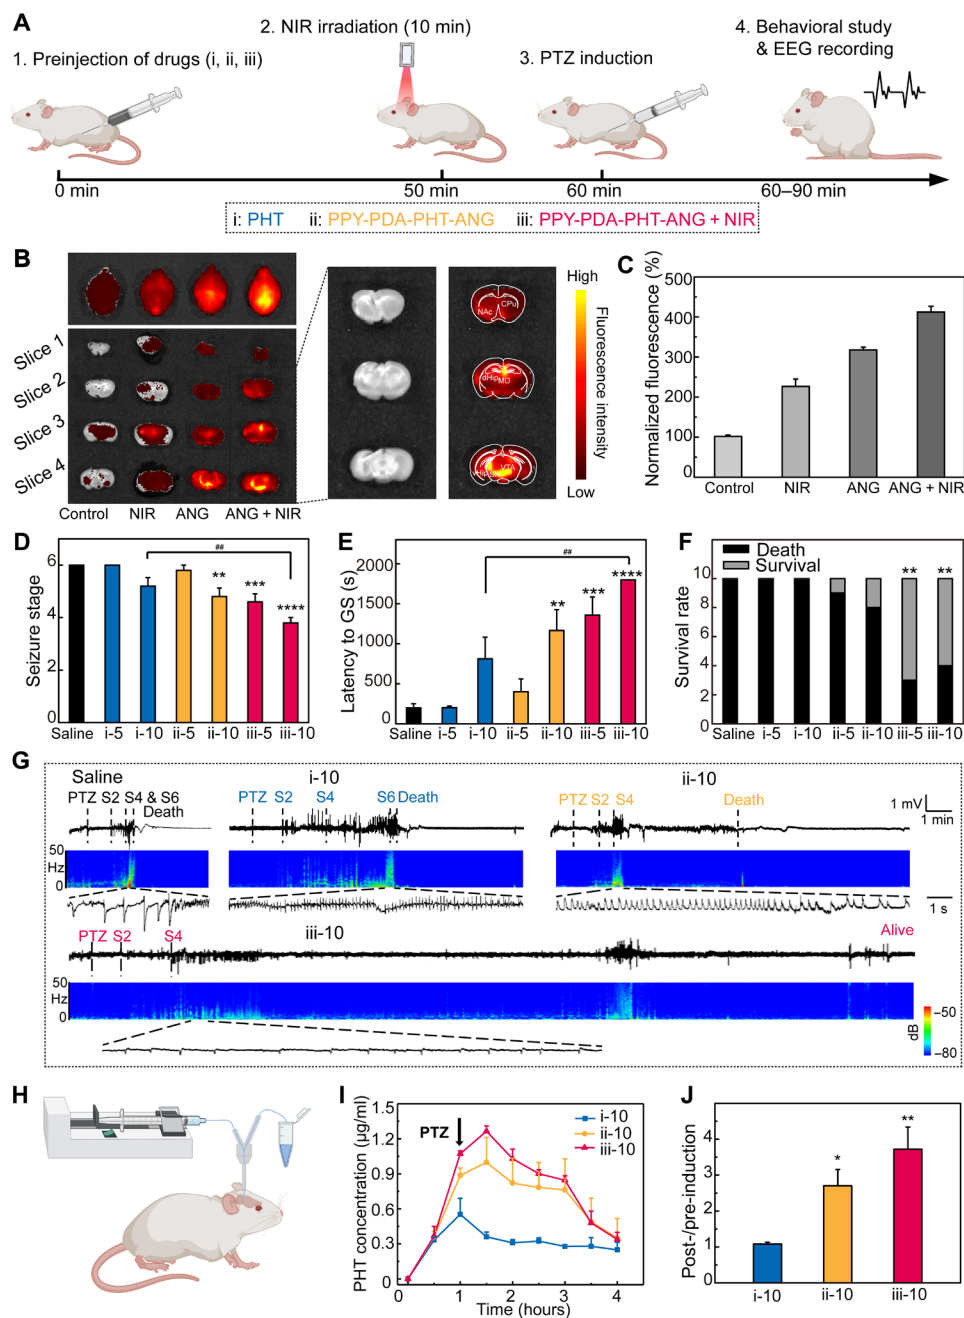 A
1. Preinjection of drugs (i, ii, iii)
2. NIR irradiation (10 min)
3. PTZ induction
4. Behavioral study
& EEG recording
0 min
50 min
60 min
60–90 min
i: PHT ii: PPY-PDA-PHT-ANG iii: PPY-PDA-PHT-ANG + NIR
B
Slice 1
Slice 2
Slice 3
Slice 4
Control NIR ANG ANG + NIR
NAc CPu
dHip MD
VTA
High
Fluorescence intensity
Low
C
Normalized fluorescence (%)
500
400
300
200
100
0
Control NIR ANG ANG + NIR
D
Seizure stage
6
4
2
0
##
** *** ****
Saline i-5 i-10 ii-5 ii-10 iii-5 iii-10
E
Latency to GS (s)
2000
1500
1000
500
0
##
** *** ****
Saline i-5 i-10 ii-5 ii-10 iii-5 iii-10
F
Death
Survival
Survival rate
10
8
6
4
2
0
** **
Saline i-5 i-10 ii-5 ii-10 iii-5 iii-10
G
Saline
PTZ S2 S4 & S6
Death
i-10
PTZ S2 S4 S6 Death
ii-10
PTZ S2 S4 Death
1 mV
1 min
50
Hz
0
1 s
iii-10
PTZ S2 S4
Alive
50
Hz
0
−50
dB
−80
H
I
PHT concentration (µg/ml)
1.5
1.2
0.9
0.6
0.3
0
PTZ
i-10
ii-10
iii-10
0 1 2 3 4
Time (hours)
J
Post-/pre-induction
4
3
2
1
0
* **
i-10 ii-10 iii-10